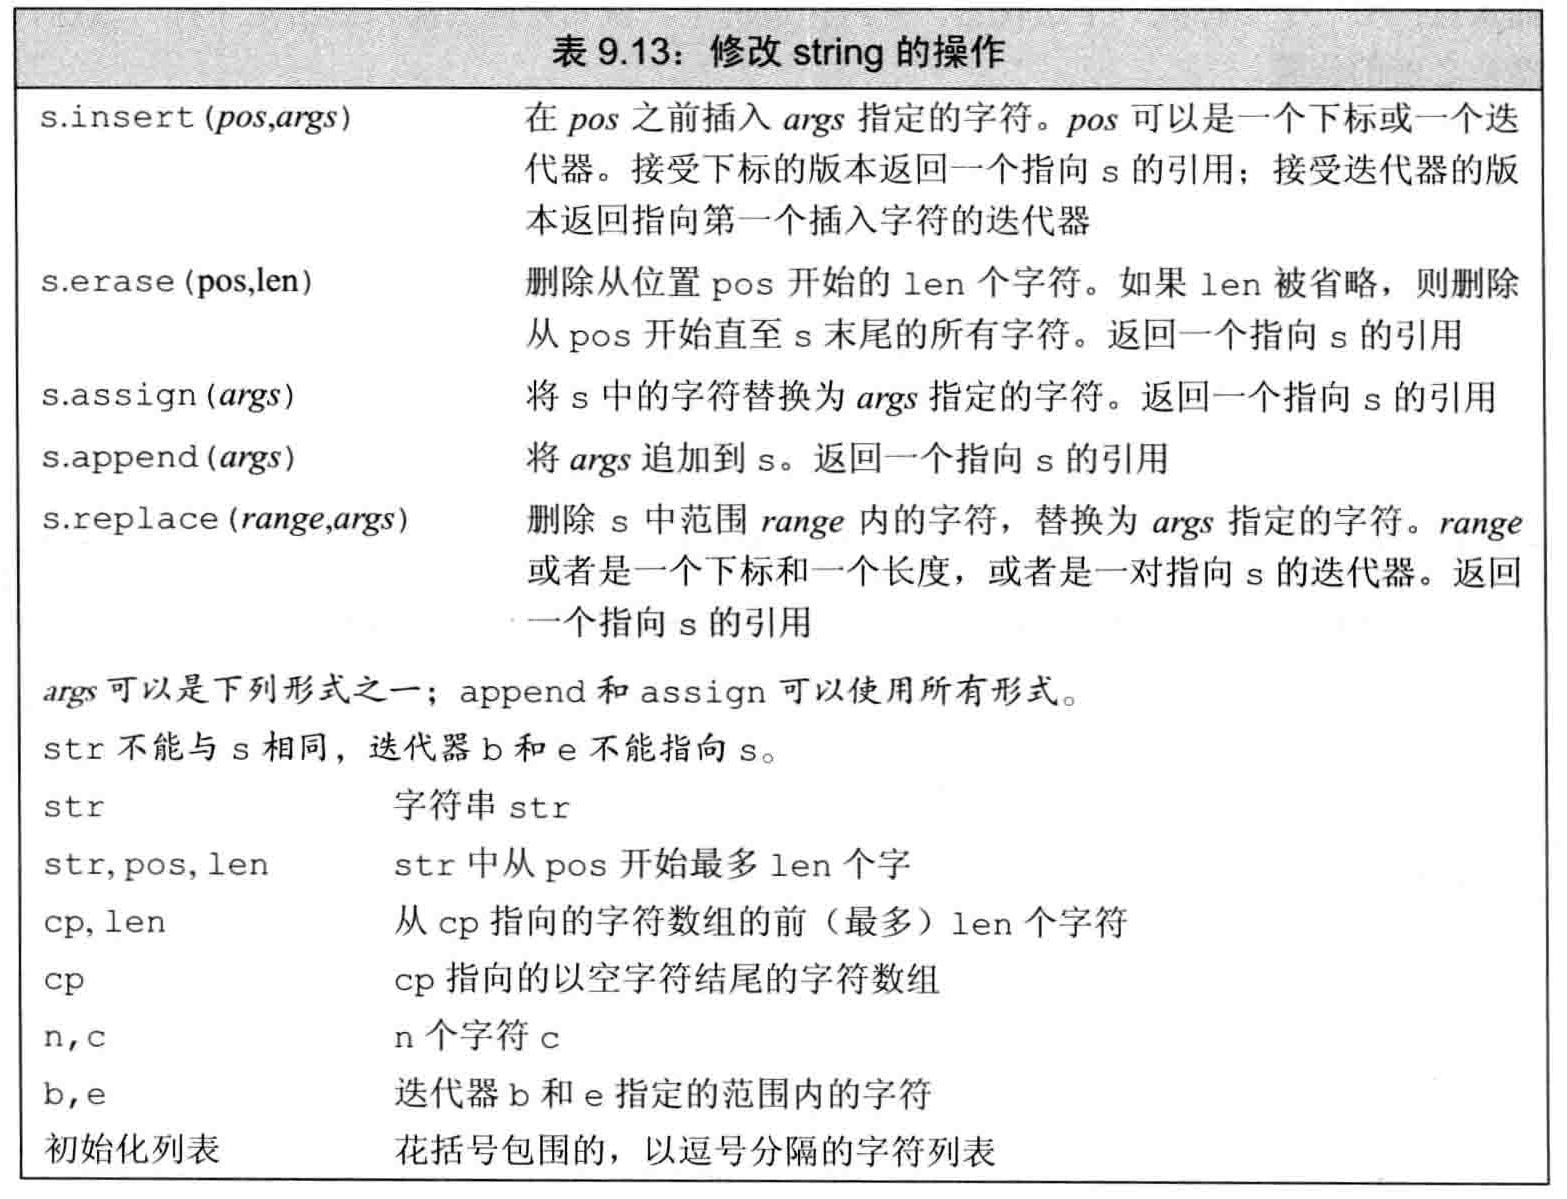 表 9.13：修改 string 的操作
s.insert(pos,args) 在 pos 之前插入 args 指定的字符。pos 可以是一个下标或一个迭
代器。接受下标的版本返回一个指向 s 的引用；接受迭代器的版
本返回指向第一个插入字符的迭代器
s.erase(pos,len) 删除从位置 pos 开始的 len 个字符。如果 len 被省略，则删除
从 pos 开始直至 s 末尾的所有字符。返回一个指向 s 的引用
s.assign(args) 将 s 中的字符替换为 args 指定的字符。返回一个指向 s 的引用
s.append(args) 将 args 追加到 s。返回一个指向 s 的引用
s.replace(range,args) 删除 s 中范围 range 内的字符，替换为 args 指定的字符。range
或者是一个下标和一个长度，或者是一对指向 s 的迭代器。返回
一个指向 s 的引用
args 可以是下列形式之一；append 和 assign 可以使用所有形式。
str 不能与 s 相同，迭代器 b 和 e 不能指向 s。
str 字符串 str
str,pos,len str 中从 pos 开始最多 len 个字
cp,len 从 cp 指向的字符数组的前（最多）len 个字符
cp cp 指向的以空字符结尾的字符数组
n,c n 个字符 c
b,e 迭代器 b 和 e 指定的范围内的字符
初始化列表 花括号包围的，以逗号分隔的字符列表